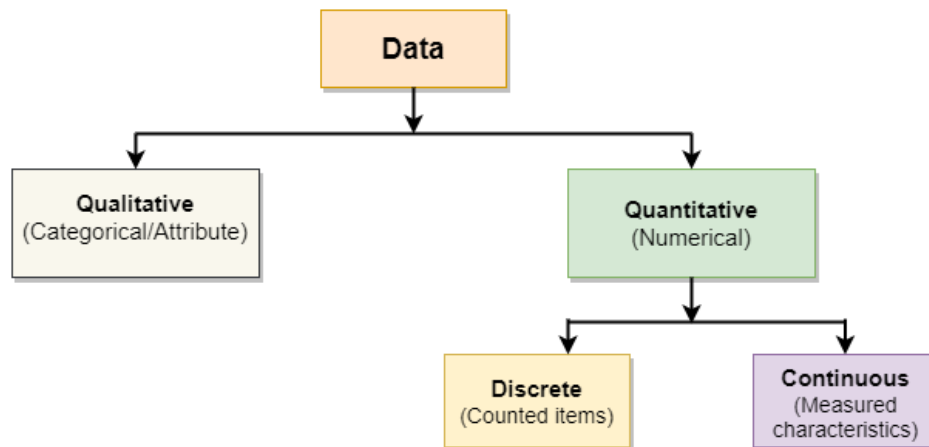 Data
Qualitative
(Categorical/Attribute)
Quantitative
(Numerical)
Discrete
(Counted items)
Continuous
(Measured
characteristics)